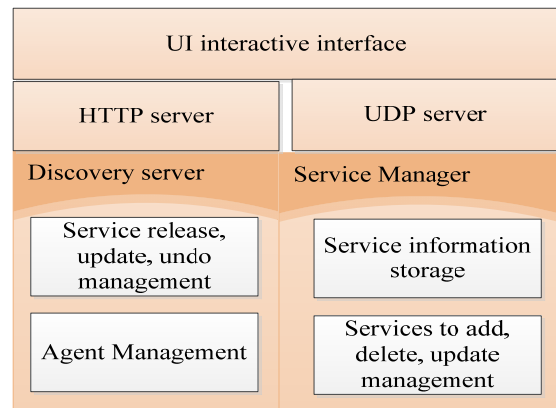 UI interactive interface
HTTP server
UDP server
Discovery server
Service Manager
Service release,
update, undo
management
Service information
storage
Agent Management
Services to add,
delete, update
management